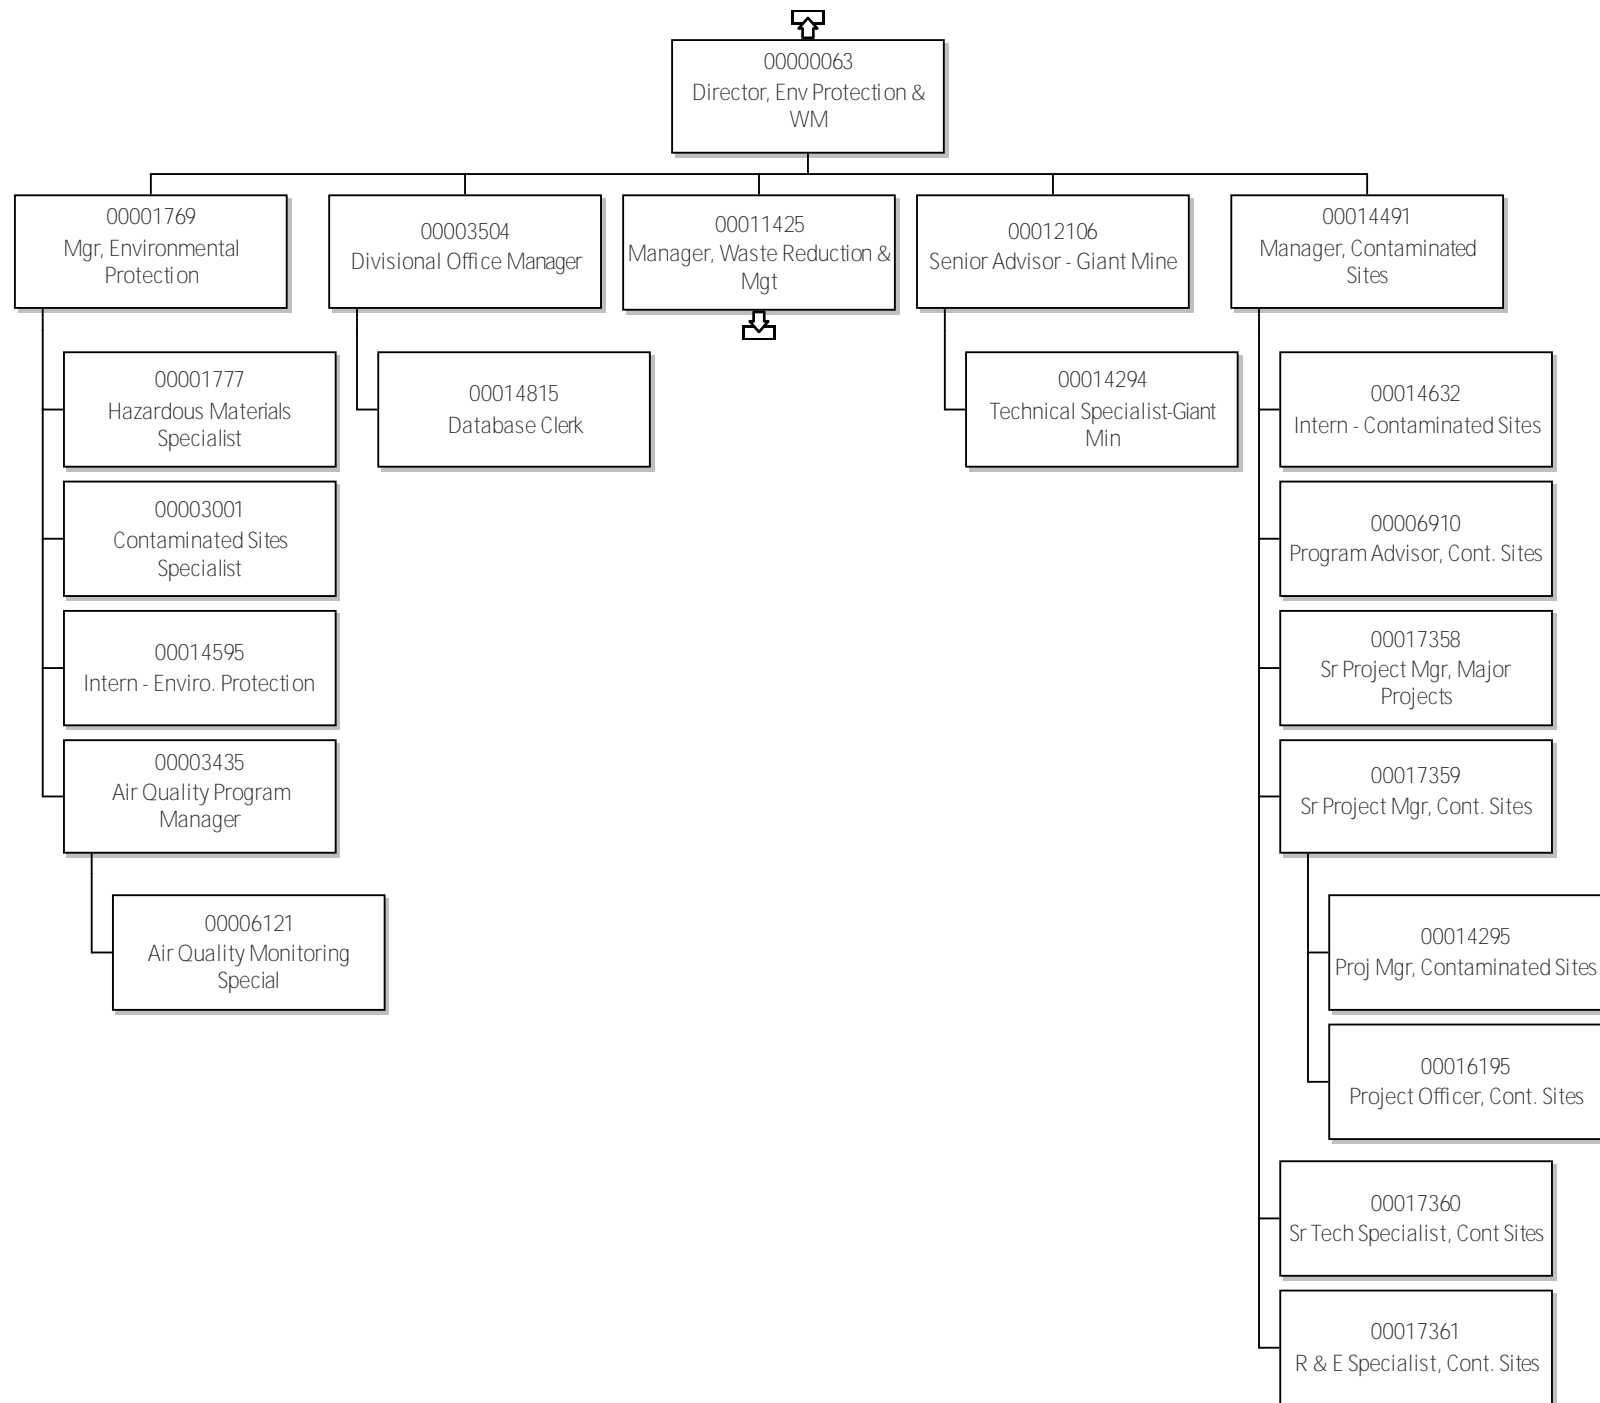 00000063
Director, Env Protection &
WM
00001769
Mgr, Environmental
Protection
00003504
Divisional Office Manager
00011425
Manager, Waste Reduction &
Mgt
00012106
Senior Advisor - Giant Mine
00014491
Manager, Contaminated
Sites
00001777
Hazardous Materials
Specialist
00003001
Contaminated Sites
Specialist
00014595
Intern - Enviro. Protection
00003435
Air Quality Program
Manager
00006121
Air Quality Monitoring
Special
00014815
Database Clerk
00014294
Technical Specialist-Giant
Min
00014632
Intern - Contaminated Sites
00006910
Program Advisor, Cont. Sites
00017358
Sr Project Mgr, Major
Projects
00017359
Sr Project Mgr, Cont. Sites
00014295
Proj Mgr, Contaminated Sites
00016195
Project Officer, Cont. Sites
00017360
Sr Tech Specialist, Cont Sites
00017361
R & E Specialist, Cont. Sites